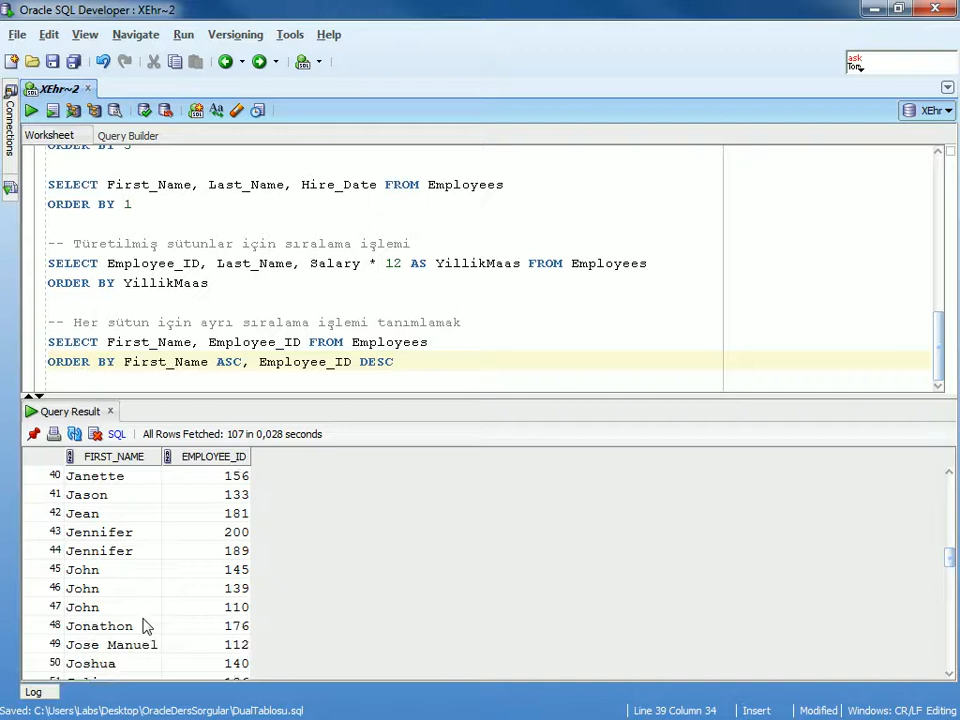 Oracle SQL Developer : XEhr~2
File Edit View Navigate Run Versioning Tools Help
ask
Tom
XEhr~2
Connections
XEhr
Worksheet Query Builder
SELECT First_Name, Last_Name, Hire_Date FROM Employees
ORDER BY 1
-- Türetilmiş sütunlar için sıralama işlemi
SELECT Employee_ID, Last_Name, Salary * 12 AS YillikMaas FROM Employees
ORDER BY YillikMaas
-- Her sütun için ayrı sıralama işlemi tanımlamak
SELECT First_Name, Employee_ID FROM Employees
ORDER BY First_Name ASC, Employee_ID DESC
Query Result
SQL All Rows Fetched: 107 in 0,028 seconds
FIRST_NAME EMPLOYEE_ID
40 Janette 156
41 Jason 133
42 Jean 181
43 Jennifer 200
44 Jennifer 189
45 John 145
46 John 139
47 John 110
48 Jonathon 176
49 Jose Manuel 112
50 Joshua 140
Log
Saved: C:\Users\Labs\Desktop\OracleDersSorgular\DualTablosu.sql Line 39 Column 34 Insert Modified Windows: CR/LF Editing